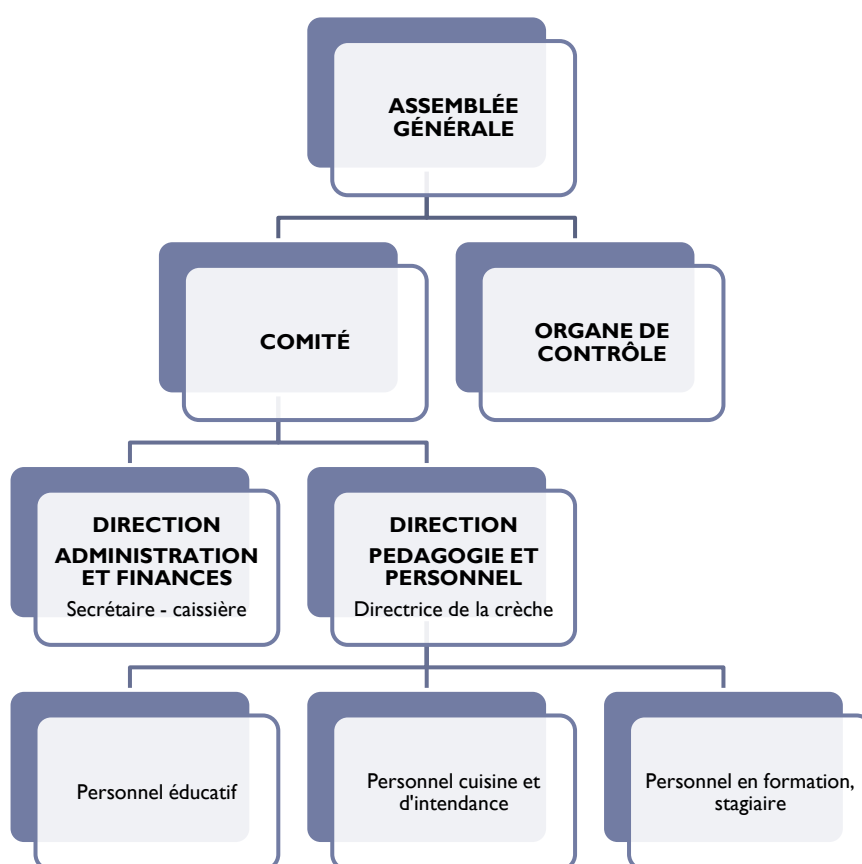 ASSEMBLÉE
GÉNÉRALE
COMITÉ
ORGANE DE
CONTRÔLE
DIRECTION
ADMINISTRATION
ET FINANCES
Secrétaire - caissière
DIRECTION
PEDAGOGIE ET
PERSONNEL
Directrice de la crèche
Personnel éducatif
Personnel cuisine et
d'intendance
Personnel en formation,
stagiaire